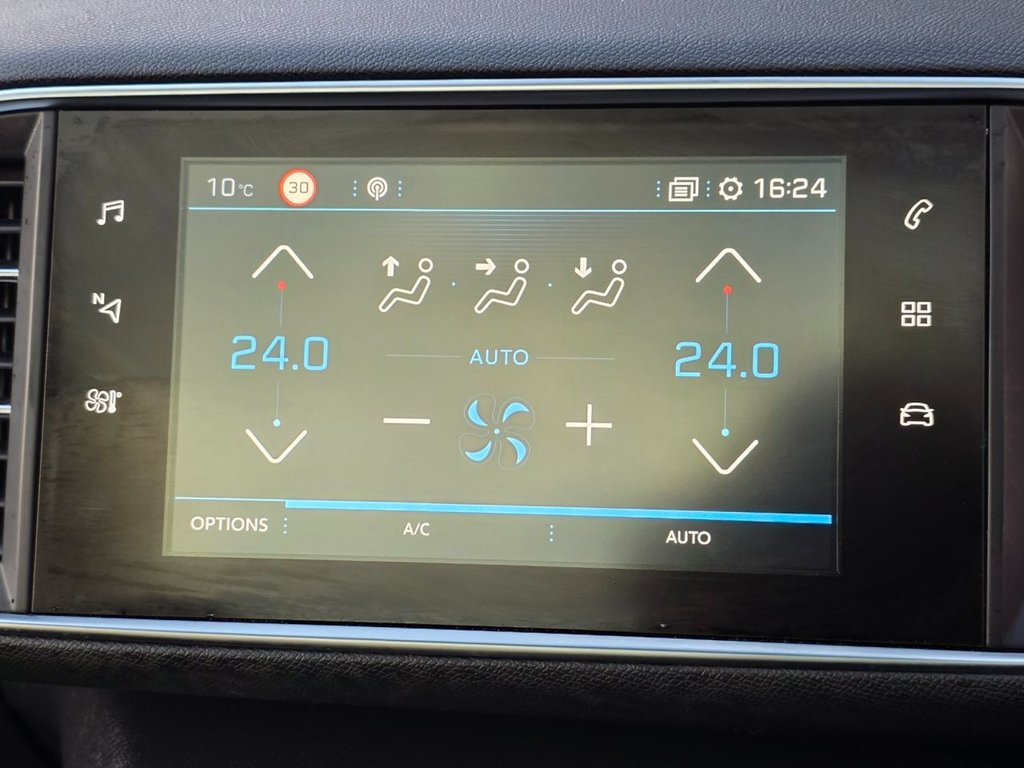 10°C 30 16:24
N
24.0 24.0
AUTO
OPTIONS A/C AUTO